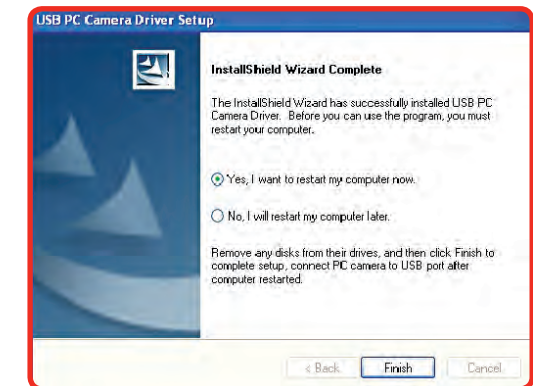 USB PC Camera Driver Setup
InstallShield Wizard Complete
The InstallShield Wizard has successfully installed USB PC
Camera Driver. Before you can use the program, you must
restart your computer.
Yes, I want to restart my computer now.
No, I will restart my computer later.
Remove any disks from their drives, and then click Finish to
complete setup, connect PC camera to USB port after
computer restarted.
< Back
Finish
Cancel